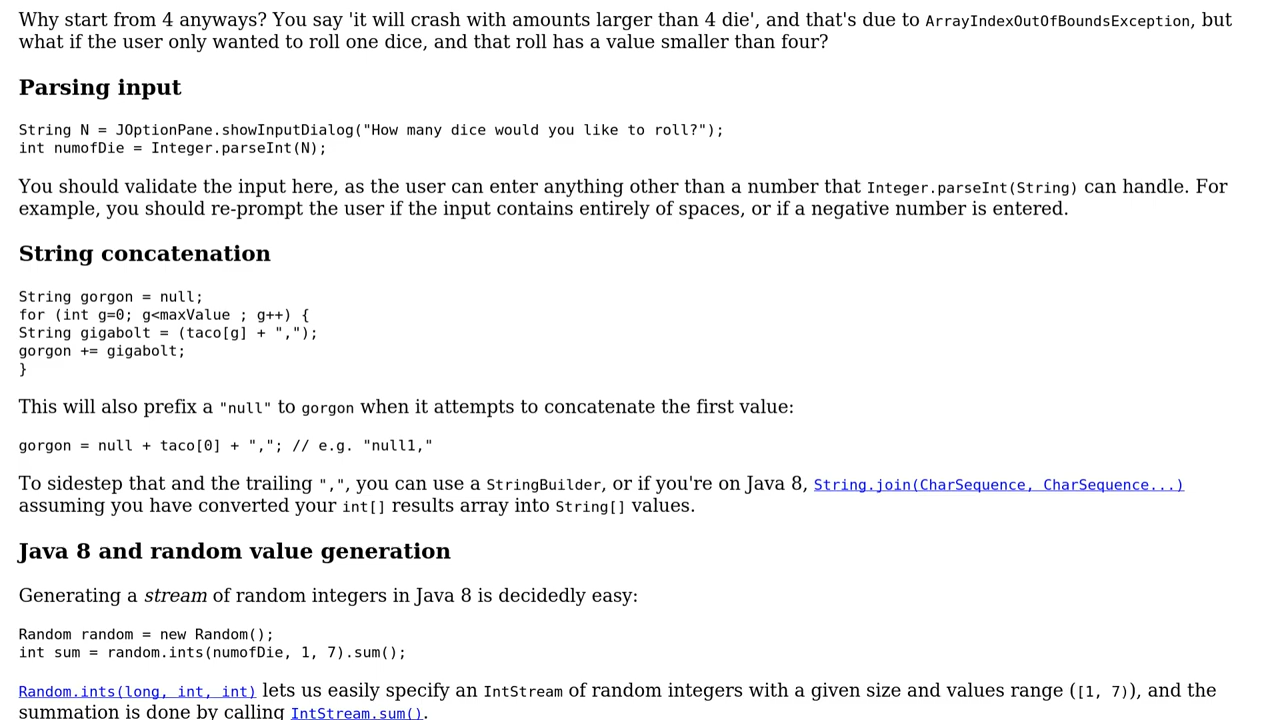 Why start from 4 anyways? You say 'it will crash with amounts larger than 4 die', and that's due to ArrayIndexOutOfBoundsException, but
what if the user only wanted to roll one dice, and that roll has a value smaller than four?
Parsing input
String N = JOptionPane.showInputDialog("How many dice would you like to roll?");
int numofDie = Integer.parseInt(N);
You should validate the input here, as the user can enter anything other than a number that Integer.parseInt(String) can handle. For
example, you should re-prompt the user if the input contains entirely of spaces, or if a negative number is entered.
String concatenation
String gorgon = null;
for (int g=0; g<maxValue ; g++) {
String gigabolt = (taco[g] + ",");
gorgon += gigabolt;
}
This will also prefix a "null" to gorgon when it attempts to concatenate the first value:
gorgon = null + taco[0] + ","; // e.g. "null1,"
To sidestep that and the trailing ",", you can use a StringBuilder, or if you're on Java 8, String.join(CharSequence, CharSequence...)
assuming you have converted your int[] results array into String[] values.
Java 8 and random value generation
Generating a stream of random integers in Java 8 is decidedly easy:
Random random = new Random();
int sum = random.ints(numofDie, 1, 7).sum();
Random.ints(long, int, int) lets us easily specify an IntStream of random integers with a given size and values range ([1, 7)), and the
summation is done by calling IntStream.sum().